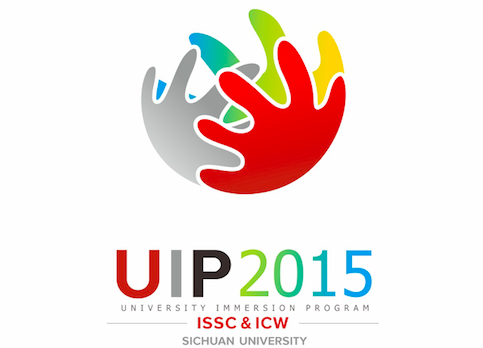 UIP2015
UNIVERSITY IMMERSION PROGRAM
ISSC & ICW
SICHUAN UNIVERSITY